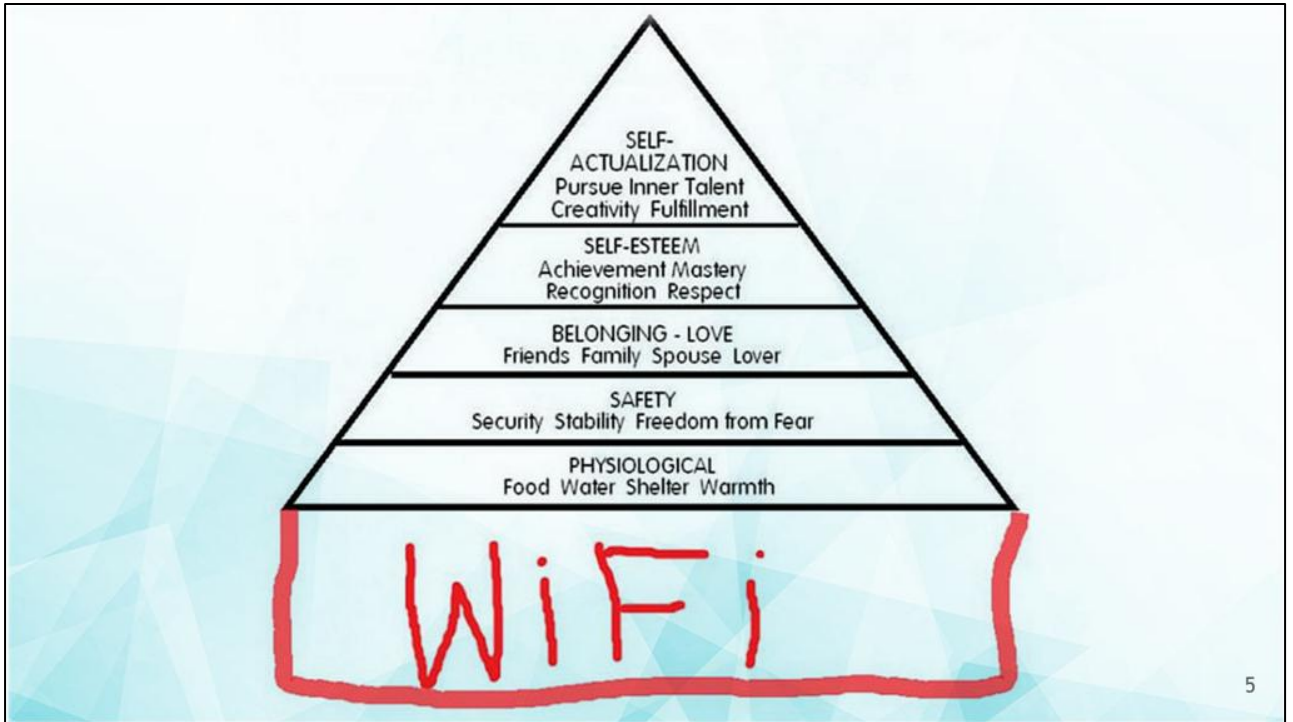 SELF-
ACTUALIZATION
Pursue Inner Talent
Creativity Fulfillment
SELF-ESTEEM
Achievement Mastery
Recognition Respect
BELONGING - LOVE
Friends Family Spouse Lover
SAFETY
Security Stability Freedom from Fear
PHYSIOLOGICAL
Food Water Shelter Warmth
WiFi
5